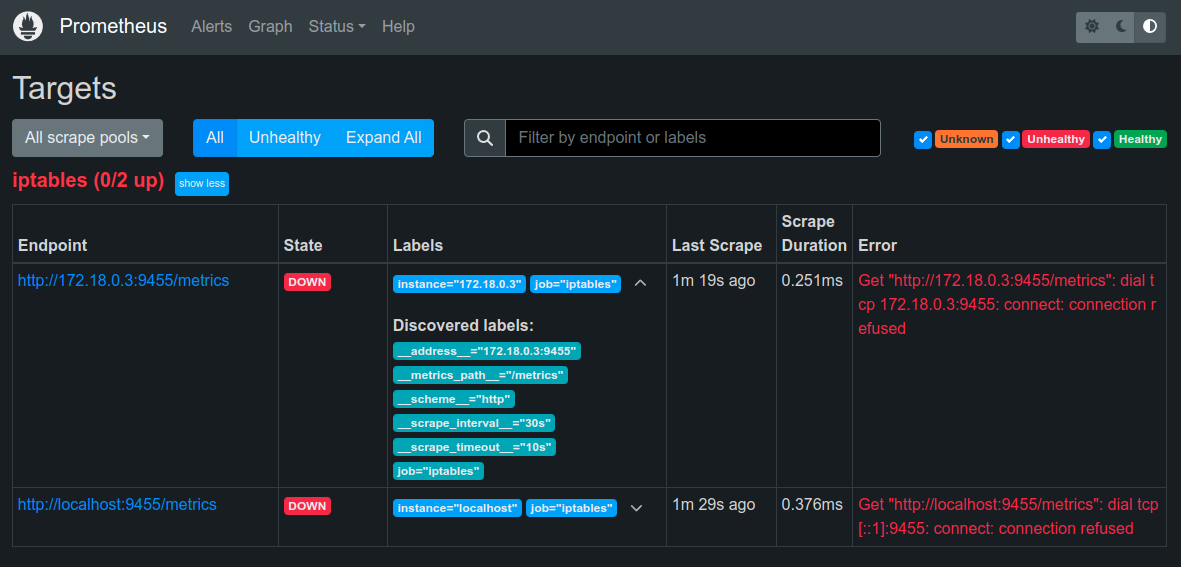 Prometheus Alerts Graph Status Help
Targets
All scrape pools All Unhealthy Expand All Filter by endpoint or labels Unknown Unhealthy Healthy
iptables (0/2 up) show less
Endpoint State Labels Last Scrape Scrape Duration Error
http://172.18.0.3:9455/metrics DOWN instance="172.18.0.3" job="iptables" 1m 19s ago 0.251ms Get "http://172.18.0.3:9455/metrics": dial t
cp 172.18.0.3:9455: connect: connection r
efused
Discovered labels:
__address__="172.18.0.3:9455"
__metrics_path__="/metrics"
__scheme__="http"
__scrape_interval__="30s"
__scrape_timeout__="10s"
job="iptables"
http://localhost:9455/metrics DOWN instance="localhost" job="iptables" 1m 29s ago 0.376ms Get "http://localhost:9455/metrics": dial tcp
[::1]:9455: connect: connection refused